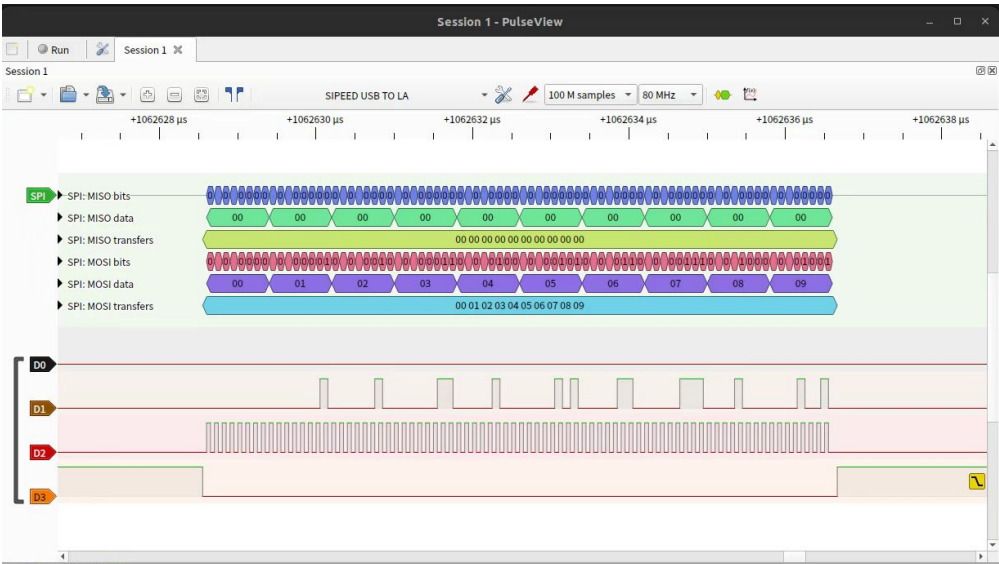 Session 1 - PulseView
Run Session 1
Session 1
SIPEED USB TO LA 100 M samples 80 MHz
+1062628 µs +1062630 µs +1062632 µs +1062634 µs +1062636 µs +1062638 µs
SPI SPI: MISO bits
SPI: MISO data 00 00 00 00 00 00 00 00 00 00
SPI: MISO transfers 00 00 00 00 00 00 00 00 00 00
SPI: MOSI bits
SPI: MOSI data 00 01 02 03 04 05 06 07 08 09
SPI: MOSI transfers 00 01 02 03 04 05 06 07 08 09
D0
D1
D2
D3